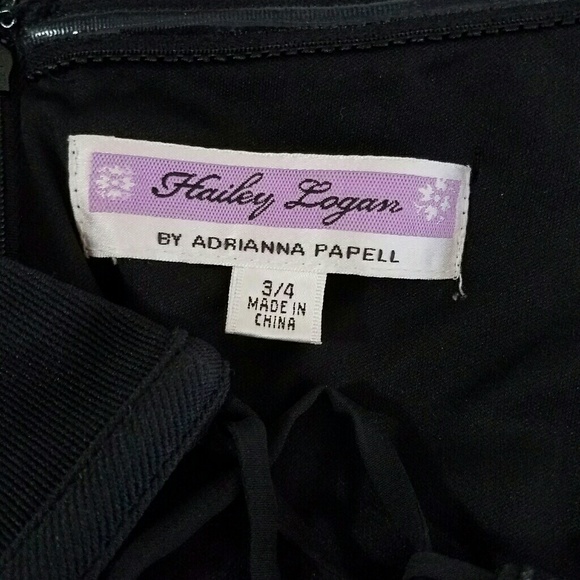 Hailey Logan
BY ADRIANNA PAPELL
3/4
MADE IN
CHINA